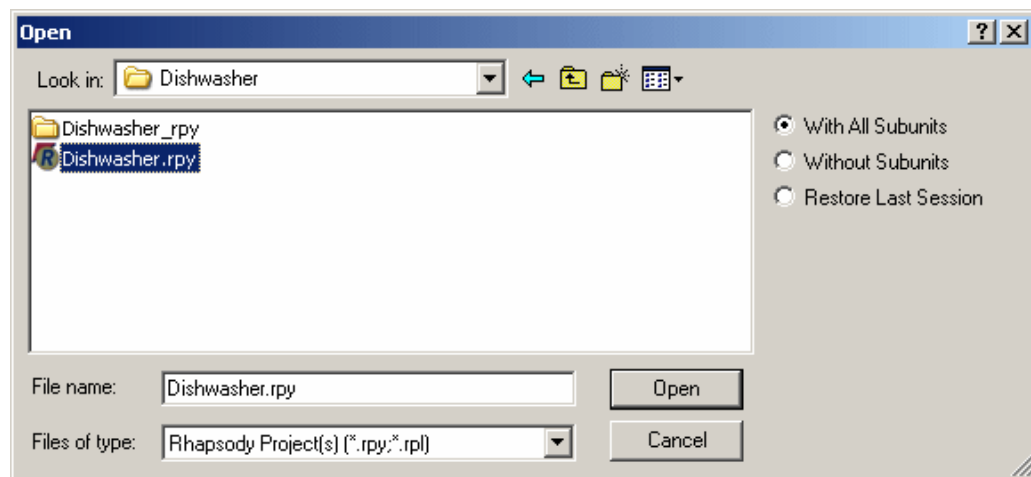 Open
Look in: Dishwasher
Dishwasher_rpy
Dishwasher.rpy
With All Subunits
Without Subunits
Restore Last Session
File name: Dishwasher.rpy Open
Files of type: Rhapsody Project(s) (*.rpy;*.rpl) Cancel